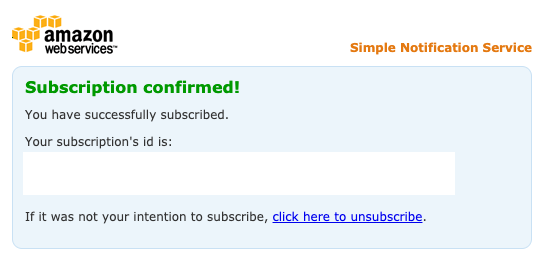 amazon
webservices™
Simple Notification Service
Subscription confirmed!
You have successfully subscribed.
Your subscription's id is:
If it was not your intention to subscribe, click here to unsubscribe.